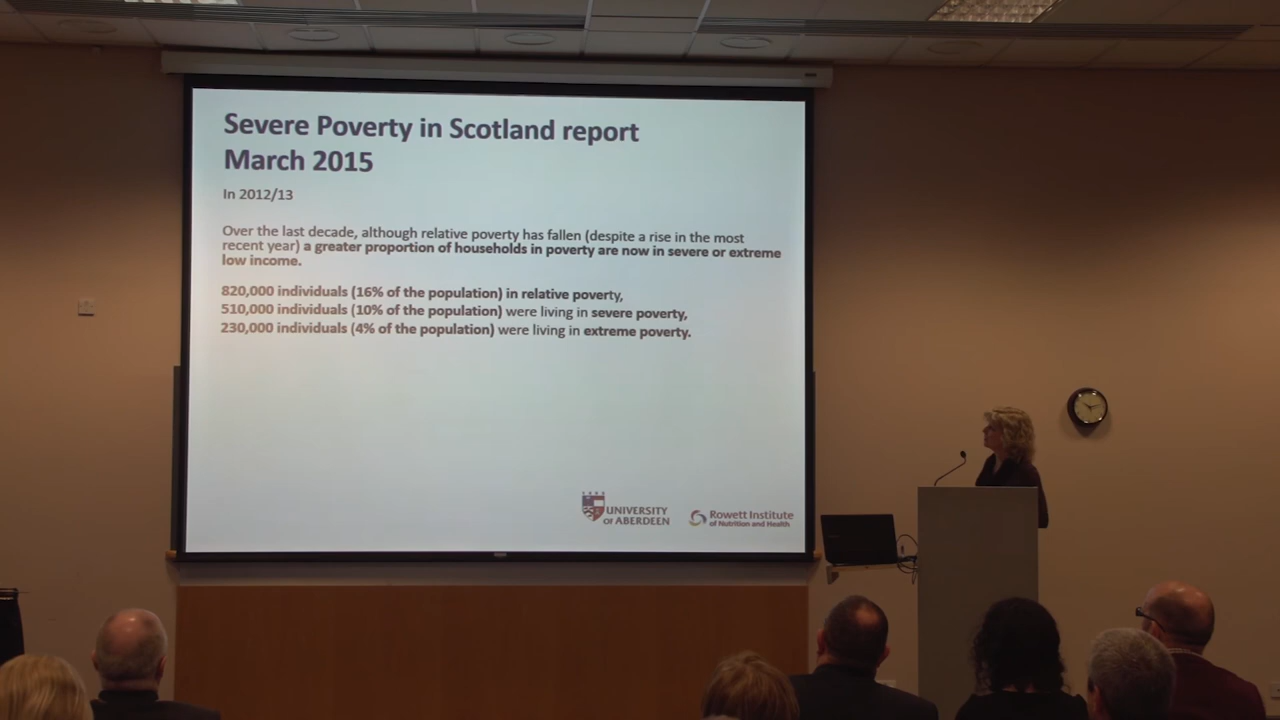 Severe Poverty in Scotland report
March 2015
In 2012/13
Over the last decade, although relative poverty has fallen (despite a rise in the most
recent year) a greater proportion of households in poverty are now in severe or extreme
low income.
820,000 individuals (16% of the population) in relative poverty,
510,000 individuals (10% of the population) were living in severe poverty,
230,000 individuals (4% of the population) were living in extreme poverty.
UNIVERSITY
OF ABERDEEN
Rowett Institute
of Nutrition and Health